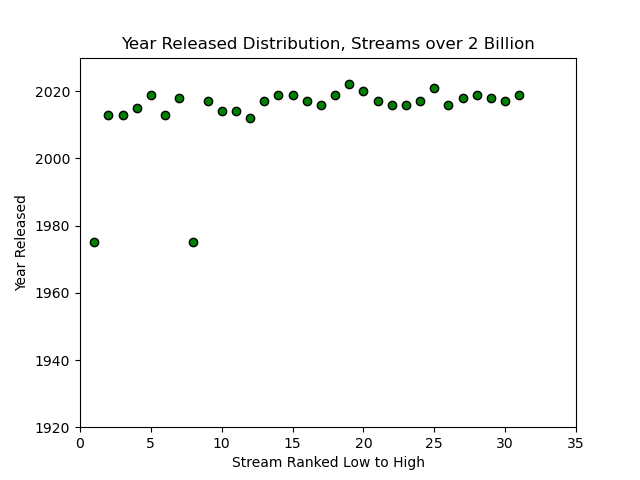 Year Released Distribution, Streams over 2 Billion
Year Released
2020
2000
1980
1960
1940
1920
0 5 10 15 20 25 30 35
Stream Ranked Low to High